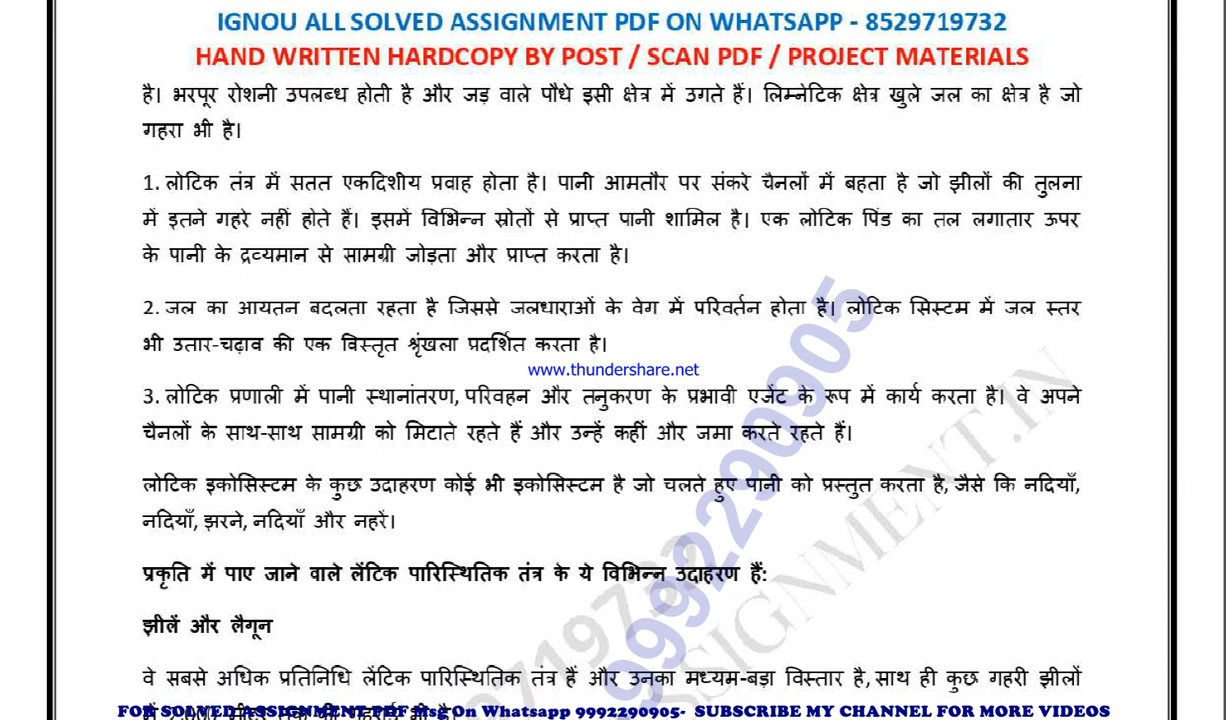 IGNOU ALL SOLVED ASSIGNMENT PDF ON WHATSAPP - 8529719732
HAND WRITTEN HARDCOPY BY POST / SCAN PDF / PROJECT MATERIALS
है। भरपूर रोशनी उपलब्ध होती है और जड़ वाले पौधे इसी क्षेत्र में उगते हैं। लिम्नेटिक क्षेत्र खुले जल का क्षेत्र है जो
गहरा भी है।
1. लोटिक तंत्र में सतत एकदिशीय प्रवाह होता है। पानी आमतौर पर संकरे चैनलों में बहता है जो झीलों की तुलना
में इतने गहरे नहीं होते हैं। इसमें विभिन्न स्रोतों से प्राप्त पानी शामिल है। एक लोटिक पिंड का तल लगातार ऊपर
के पानी के द्रव्यमान से सामग्री जोड़ता और प्राप्त करता है।
2. जल का आयतन बदलता रहता है जिससे जलधाराओं के वेग में परिवर्तन होता है। लोटिक सिस्टम में जल स्तर
भी उतार-चढ़ाव की एक विस्तृत श्रृंखला प्रदर्शित करता है।
www.thundershare.net
3. लोटिक प्रणाली में पानी स्थानांतरण, परिवहन और तनुकरण के प्रभावी एजेंट के रूप में कार्य करता है। वे अपने
चैनलों के साथ-साथ सामग्री को मिटाते रहते हैं और उन्हें कहीं और जमा करते रहते हैं।
लोटिक इकोसिस्टम के कुछ उदाहरण कोई भी इकोसिस्टम है जो चलते हुए पानी को प्रस्तुत करता है, जैसे कि नदियाँ,
नदियाँ, झरने, नदियाँ और नहरें।
प्रकृति में पाए जाने वाले लेंटिक पारिस्थितिक तंत्र के ये विभिन्न उदाहरण हैं:
झीलें और लैगून
वे सबसे अधिक प्रतिनिधि लेंटिक पारिस्थितिक तंत्र हैं और उनका मध्यम-बड़ा विस्तार है, साथ ही कुछ गहरी झीलों
FOR SOLVED ASSIGNMENT PDF Msg On Whatsapp 9992290905- SUBSCRIBE MY CHANNEL FOR MORE VIDEOS
9992290905